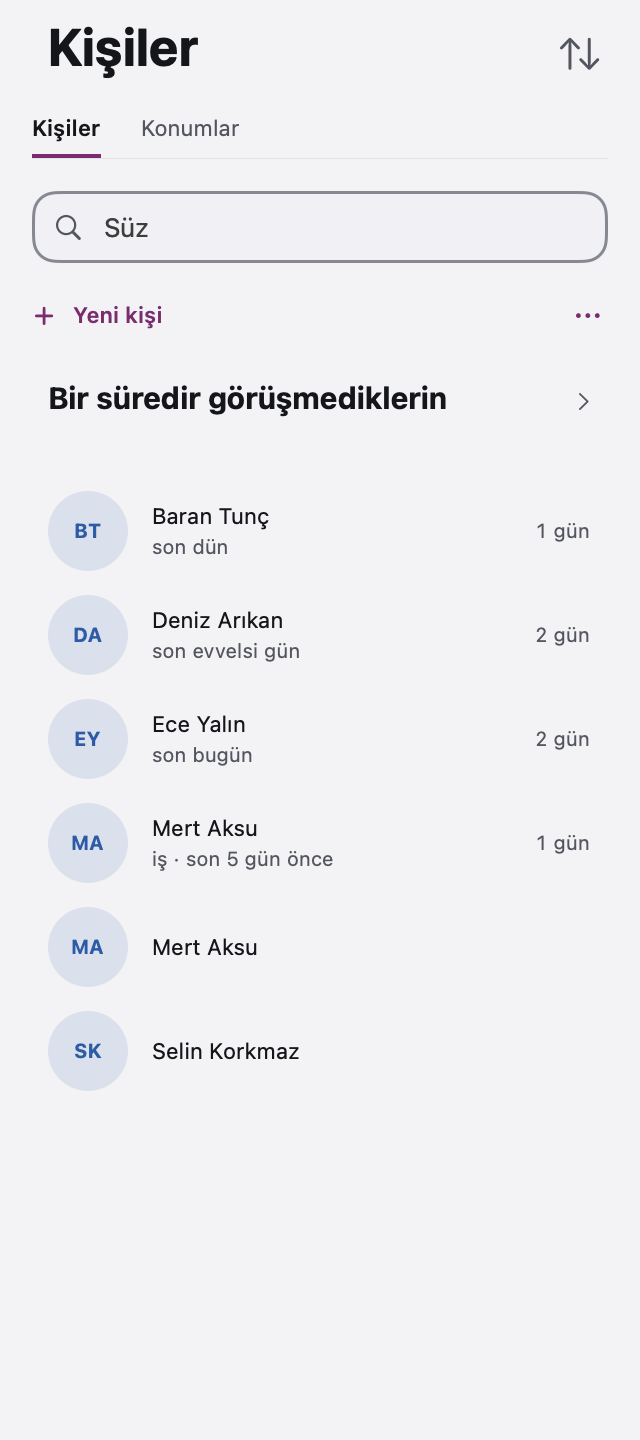 Kişiler
Kişiler Konumlar
Süz
+ Yeni kişi
Bir süredir görüşmediklerin
BT Baran Tunç 1 gün
son dün
DA Deniz Arıkan 2 gün
son evvelsi gün
EY Ece Yalın 2 gün
son bugün
MA Mert Aksu 1 gün
iş · son 5 gün önce
MA Mert Aksu
SK Selin Korkmaz